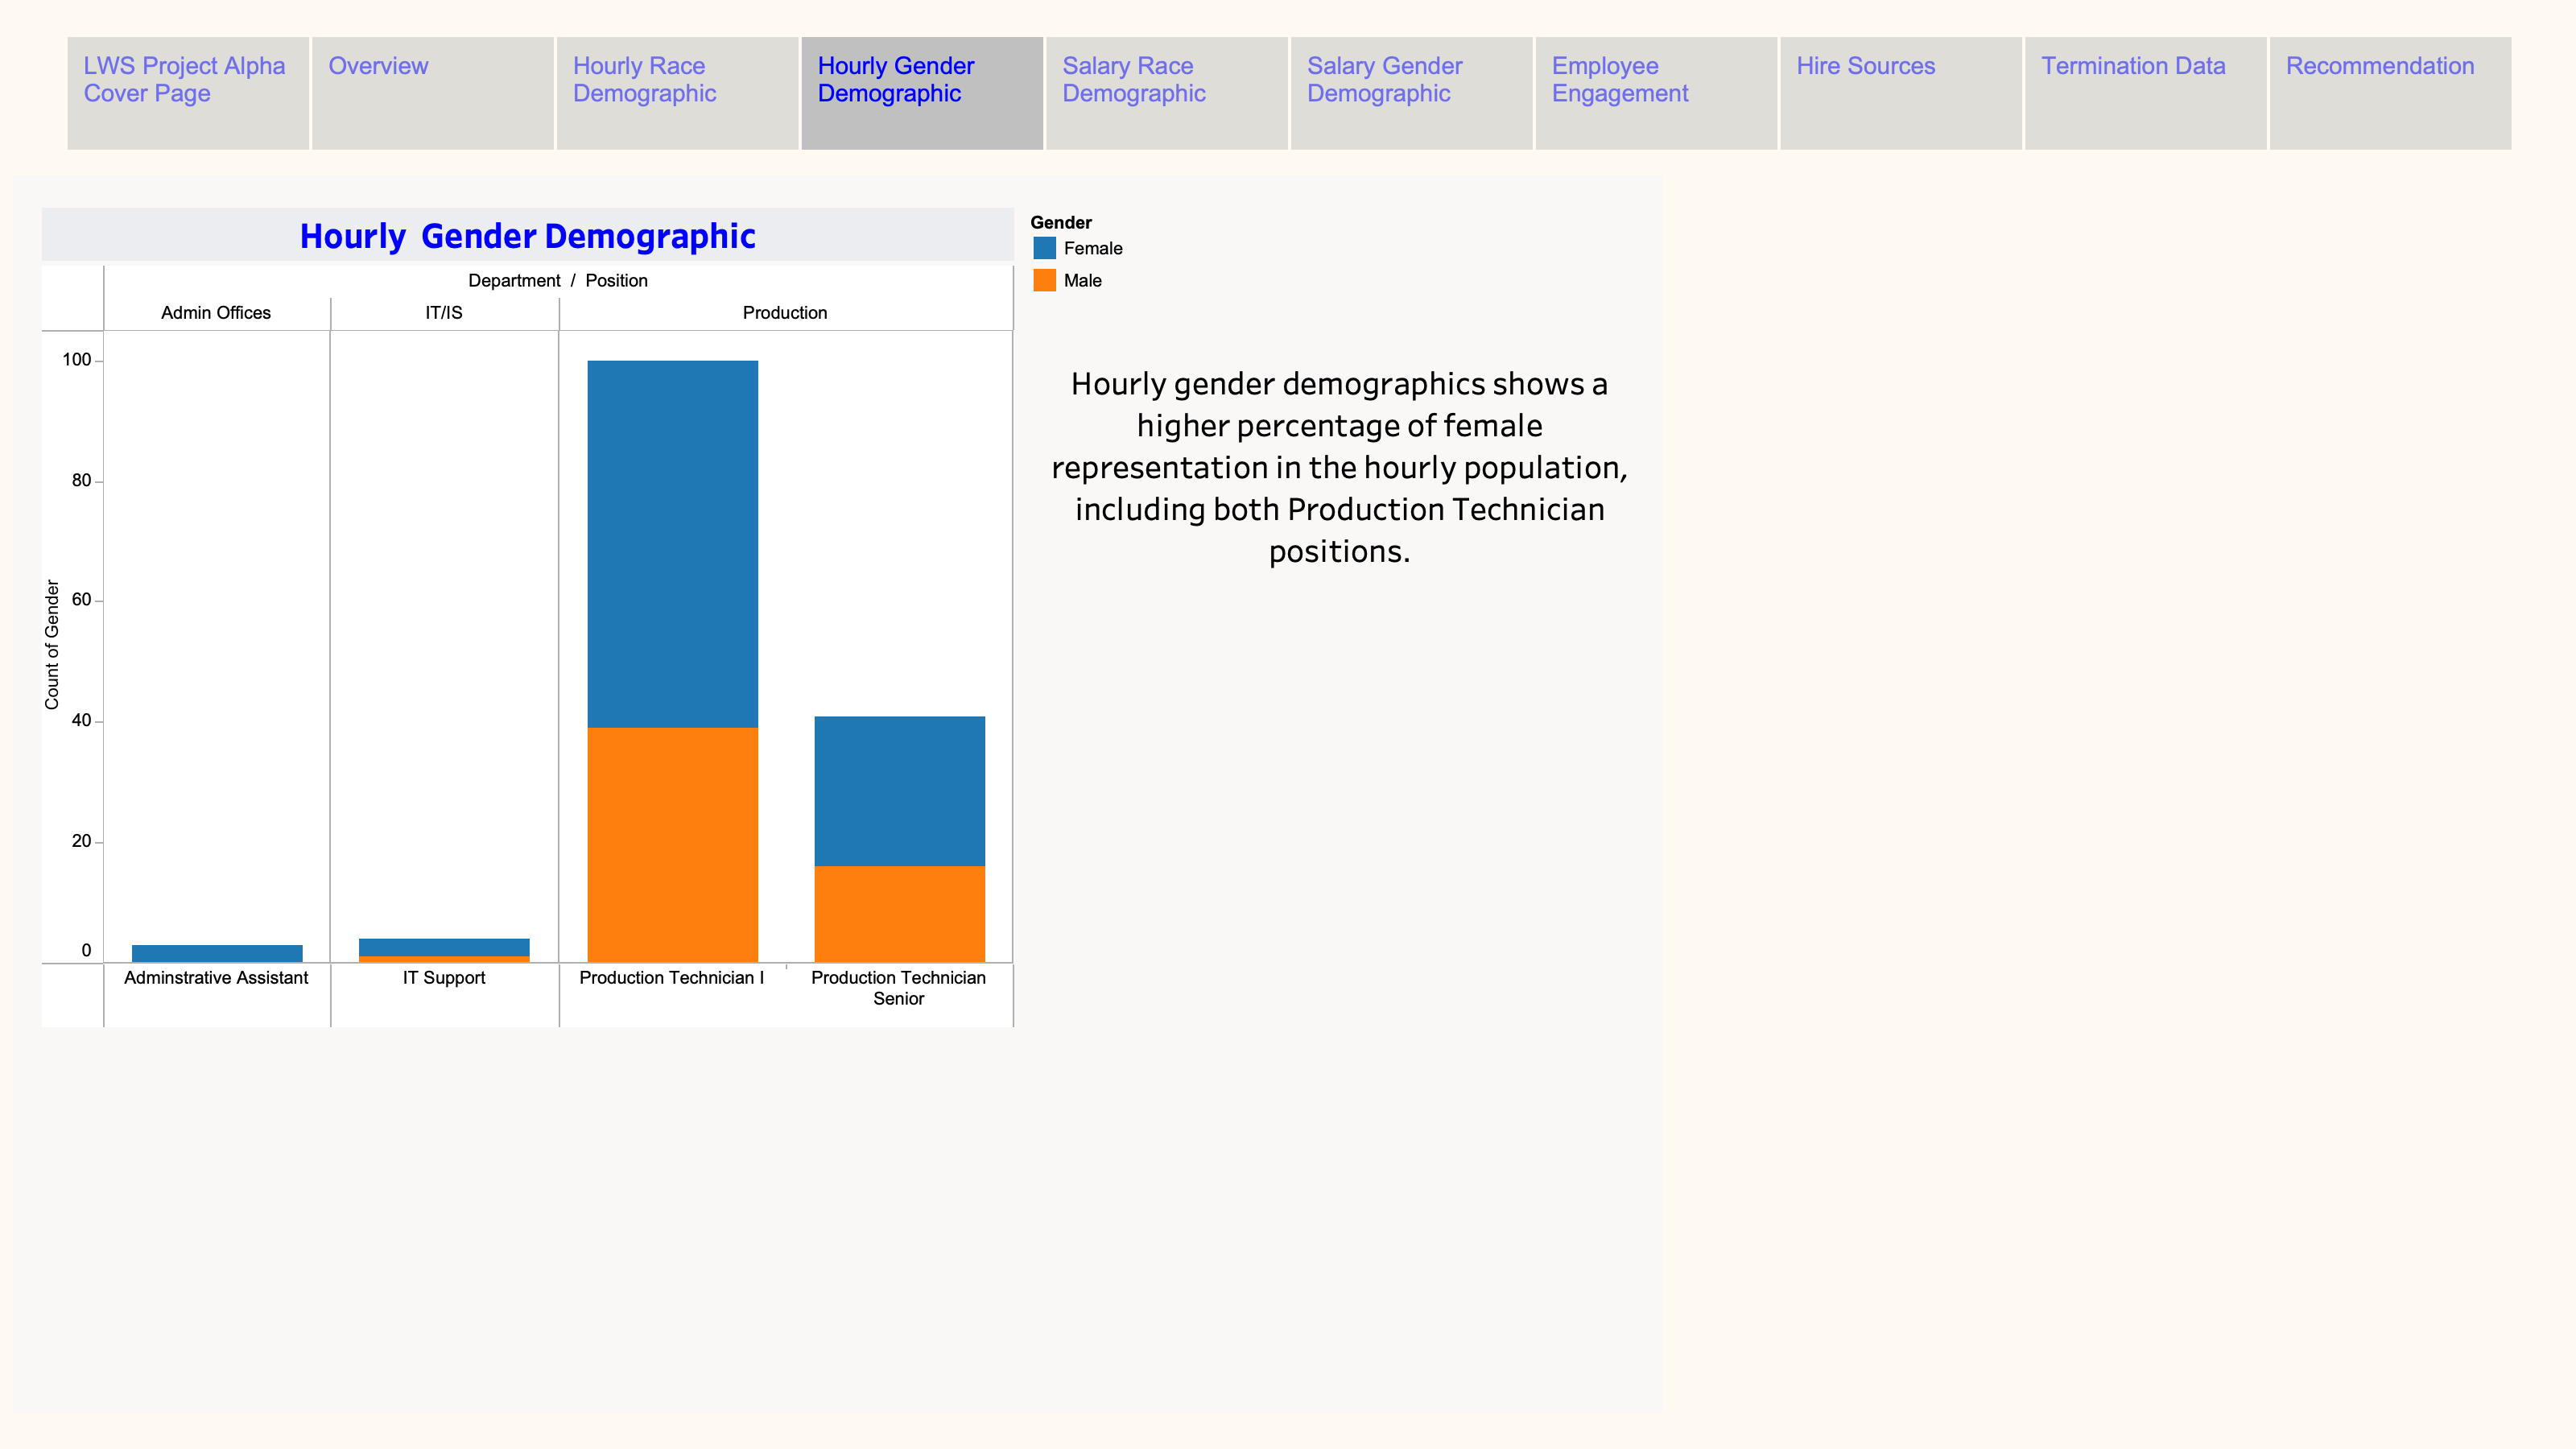 LWS Project Alpha
Cover Page
Overview
Hourly Race
Demographic
Hourly Gender
Demographic
Salary Race
Demographic
Salary Gender
Demographic
Employee
Engagement
Hire Sources
Termination Data
Recommendation
Hourly Gender Demographic
Department / Position
Admin Offices
IT/IS
Production
100
80
60
40
20
0
Count of Gender
Adminstrative Assistant
IT Support
Production Technician I
Production Technician
Senior
Gender
Female
Male
Hourly gender demographics shows a
higher percentage of female
representation in the hourly population,
including both Production Technician
positions.